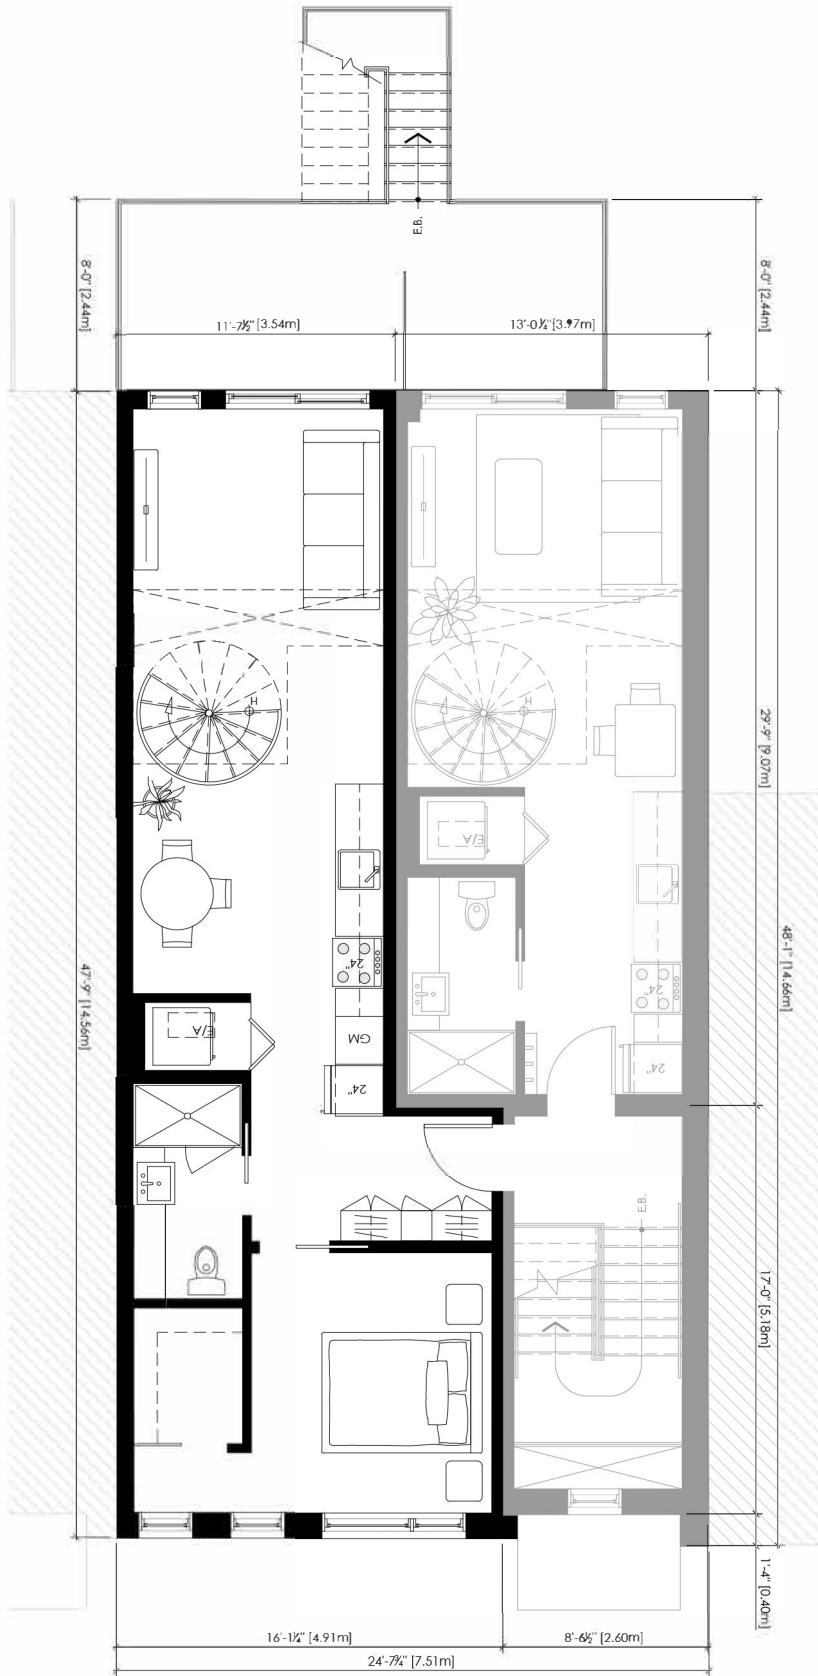 E.B.
8'-0" [2.44m]
8'-0" [2.44m]
11'-7½" [3.54m]
13'-0¼" [3.97m]
H
H
29'-9" [9.07m]
E/A
24"
48'-1" [14.66m]
47'-9" [14.56m]
24"
E/A
GM
24"
24"
E.B.
17'-0" [5.18m]
1'-4" [0.40m]
16'-1¼" [4.91m]
8'-6½" [2.60m]
24'-7¾" [7.51m]